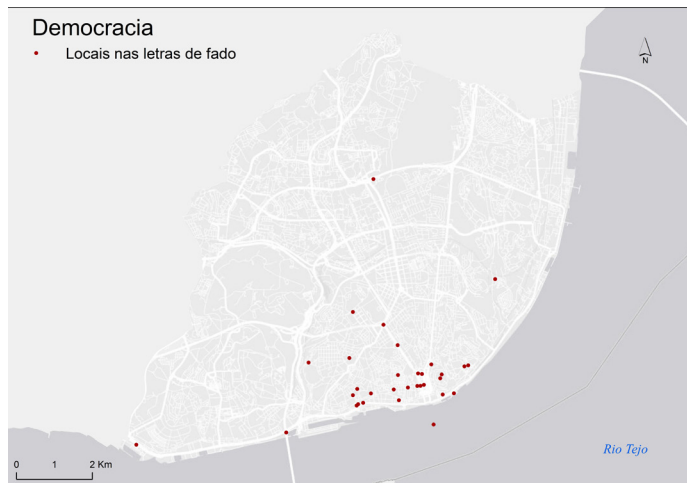 Democracia
Locais nas letras de fado
N
Rio Tejo
0 1 2 Km